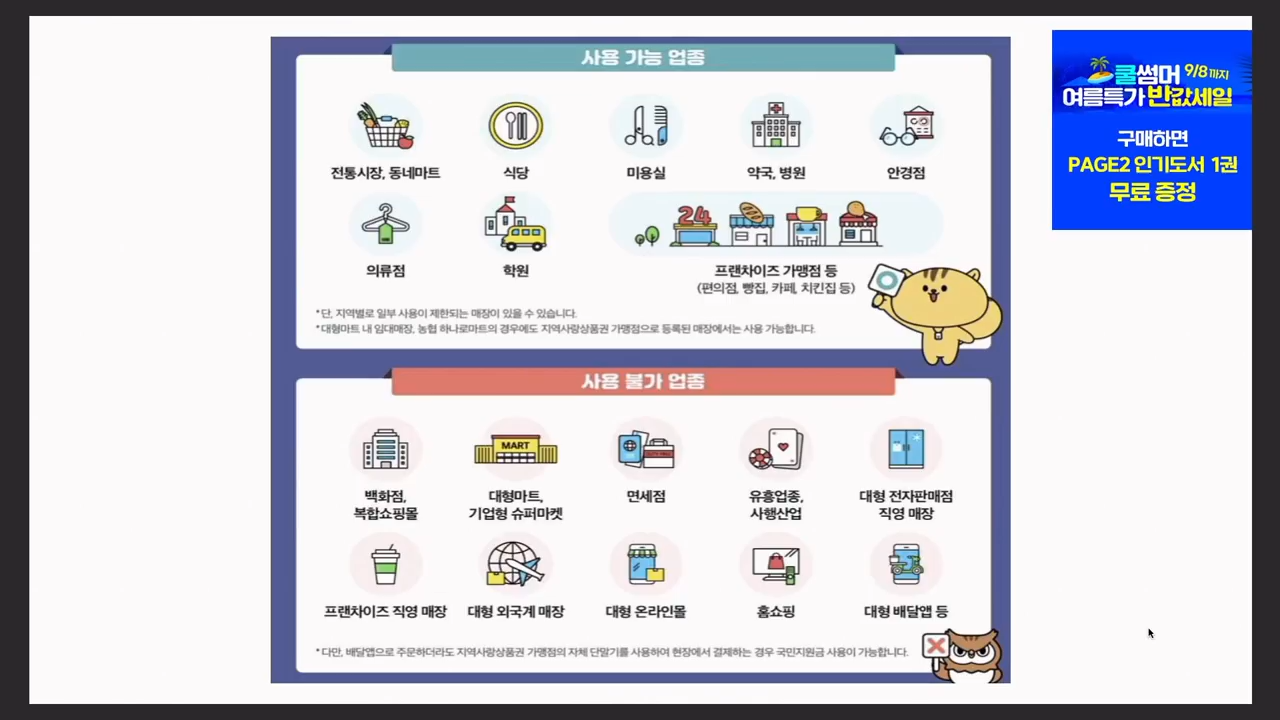 사용 가능 업종
전통시장, 동네마트
식당
미용실
약국, 병원
안경점
의류점
학원
24
프랜차이즈 가맹점 등
(편의점, 빵집, 카페, 치킨집 등)
*단, 지역별로 일부 사용이 제한되는 매장이 있을 수 있습니다.
*대형마트 내 임대매장, 농협 하나로마트의 경우에도 지역사랑상품권 가맹점으로 등록된 매장에서는 사용 가능합니다.
사용 불가 업종
백화점,
복합쇼핑몰
MART
대형마트,
기업형 슈퍼마켓
면세점
유흥업종,
사행산업
대형 전자판매점
직영 매장
프랜차이즈 직영 매장
대형 외국계 매장
대형 온라인몰
홈쇼핑
대형 배달앱 등
*다만, 배달앱으로 주문하더라도 지역사랑상품권 가맹점의 자체 단말기를 사용하여 현장에서 결제하는 경우 국민지원금 사용이 가능합니다.
쿨썸머 9/8까지
여름특가 반값세일
구매하면
PAGE2 인기도서 1권
무료 증정